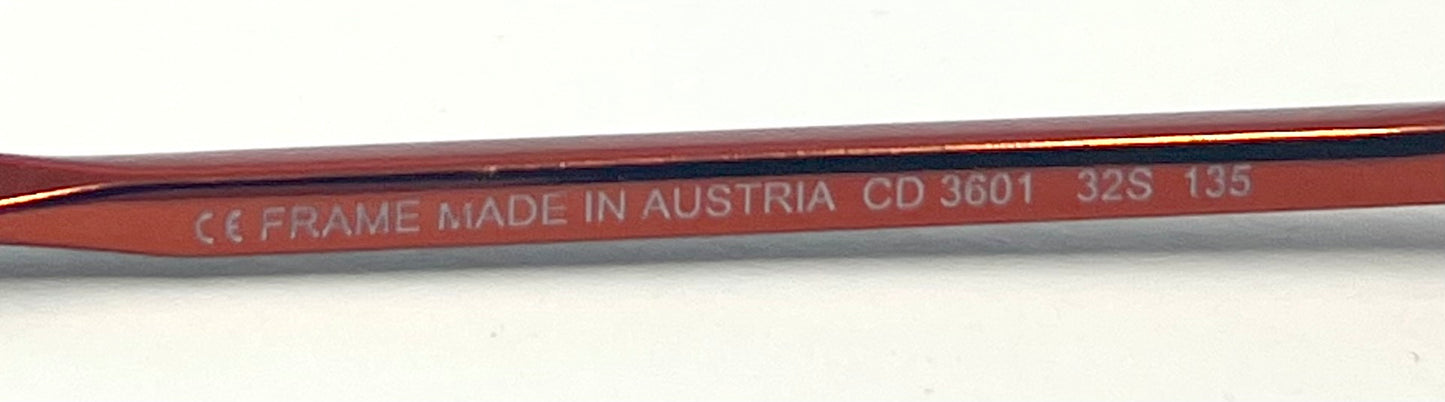 CE FRAME MADE IN AUSTRIA CD 3601 32S 135